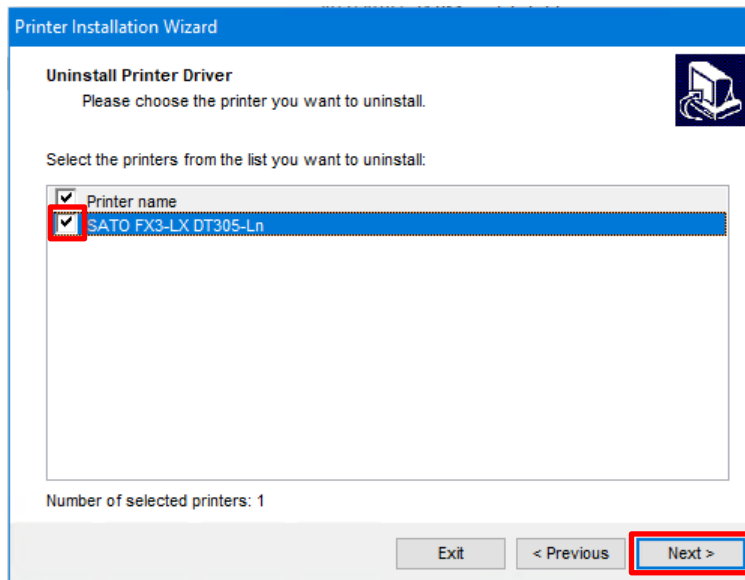 Printer Installation Wizard
Uninstall Printer Driver
Please choose the printer you want to uninstall.
Select the printers from the list you want to uninstall:
Printer name
SATO FX3-LX DT305-Ln
Number of selected printers: 1
Exit
< Previous
Next >